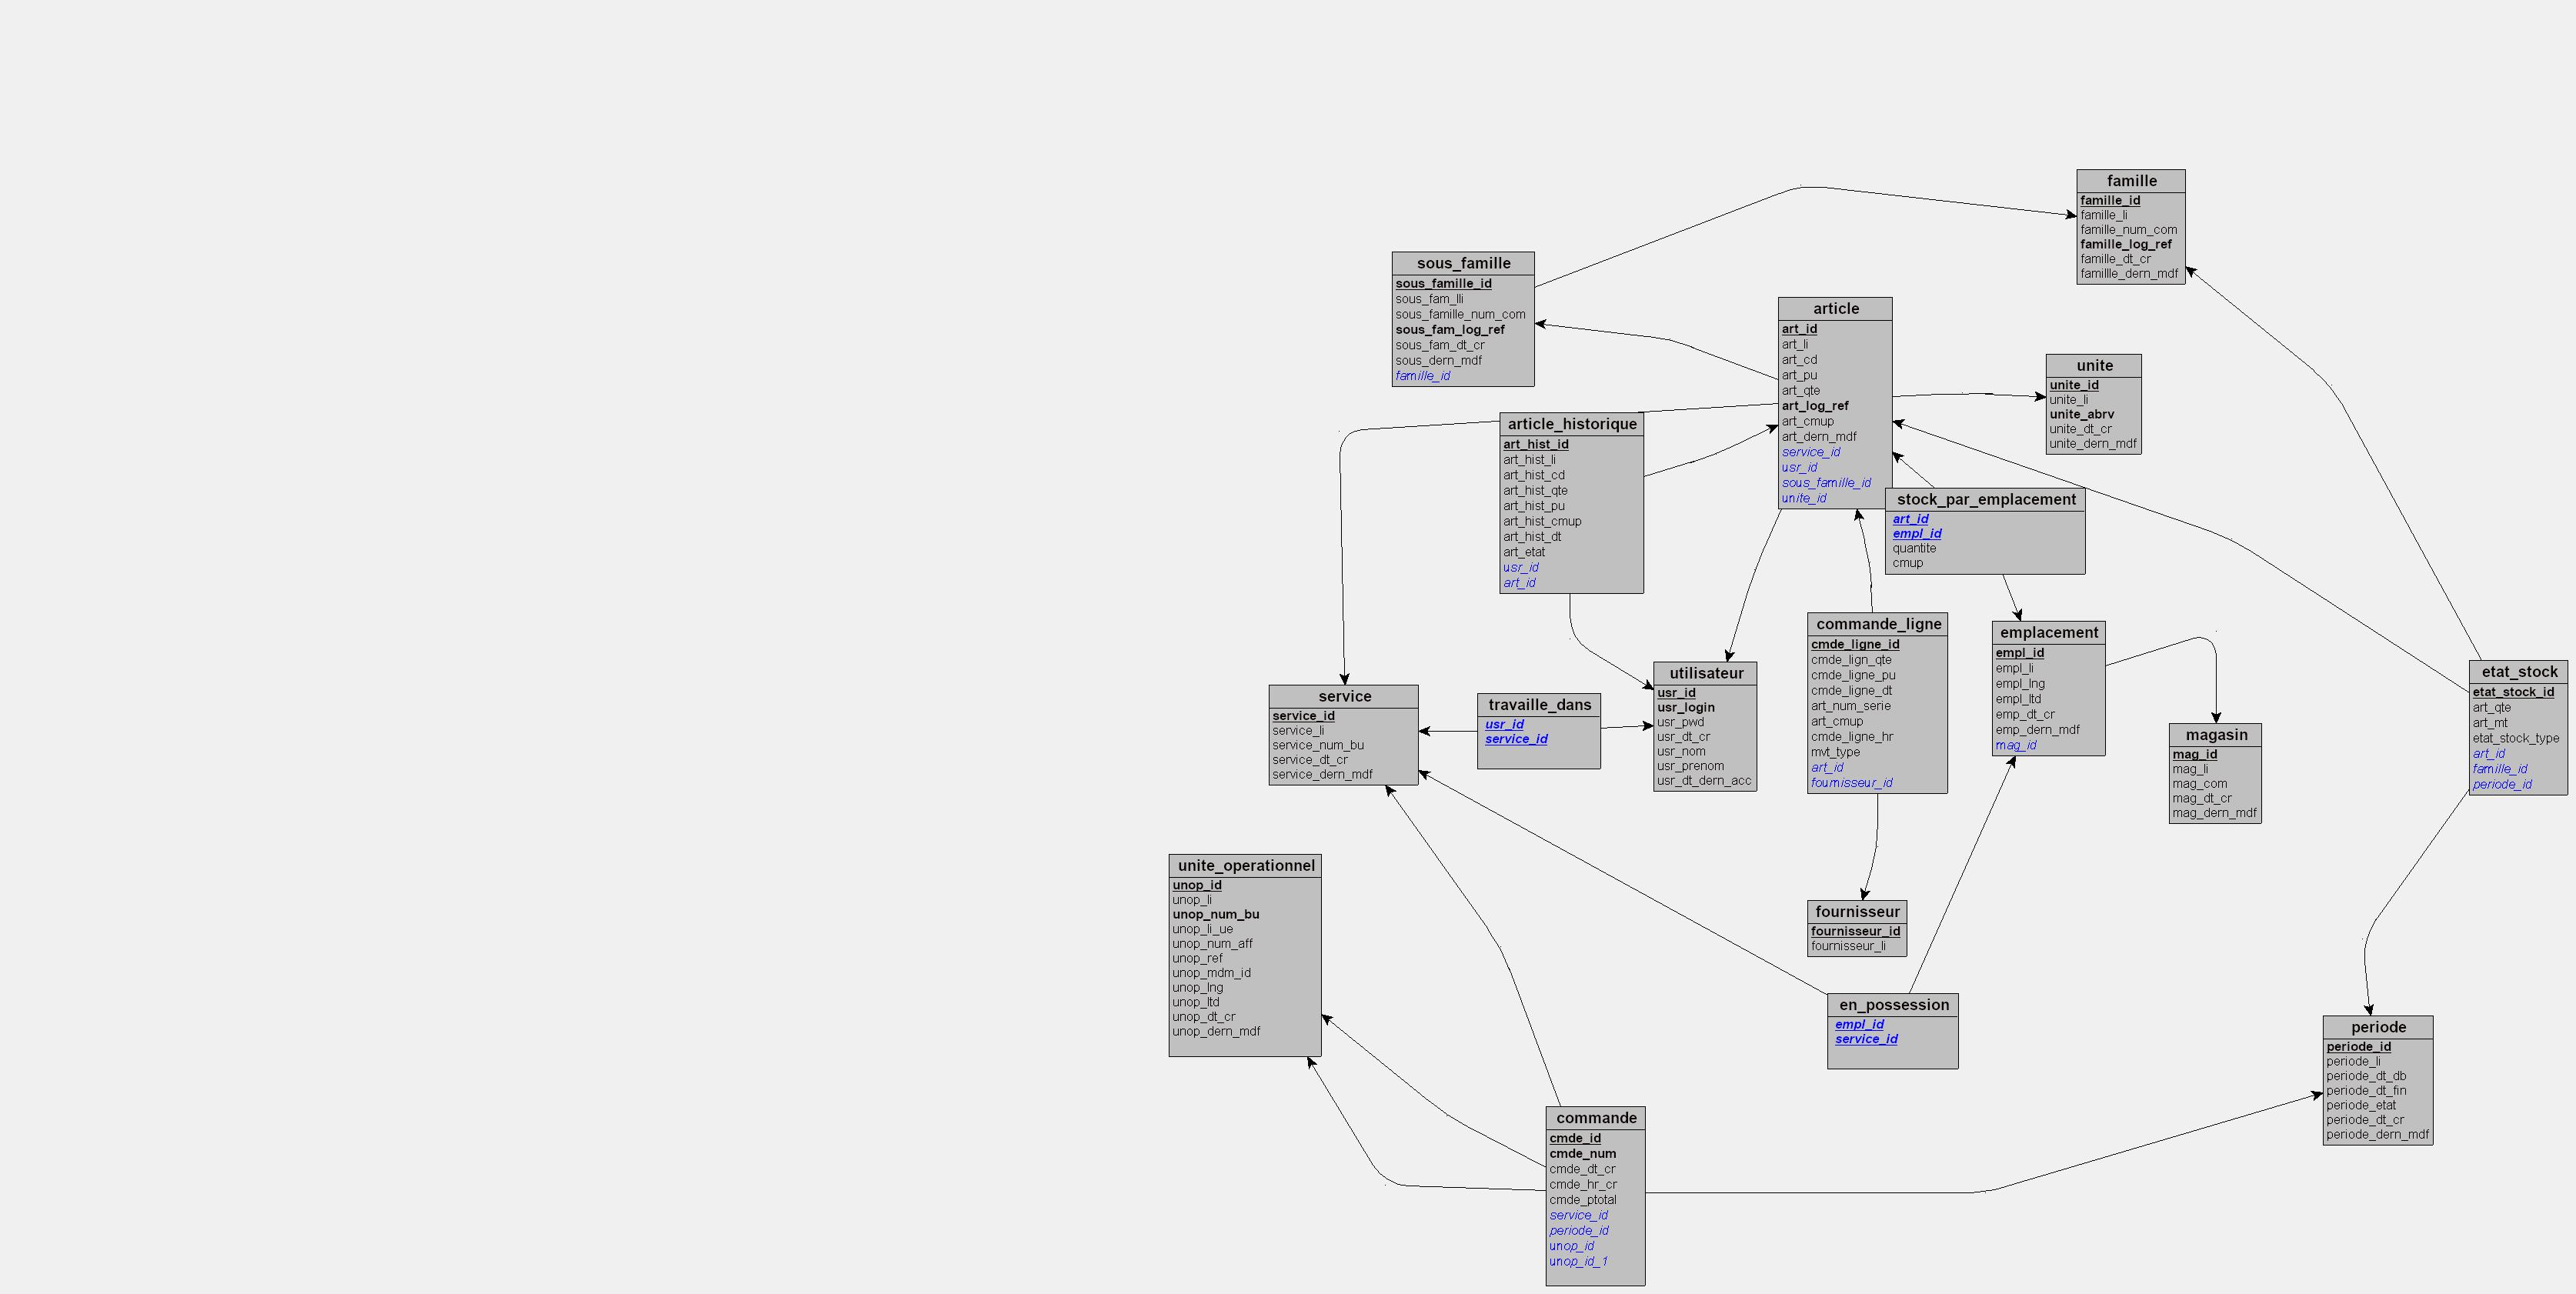 famille
famille_id
famille_li
famille_num_com
famille_log_ref
famille_dt_cr
famillle_dern_mdf
sous_famille
sous_famille_id
sous_fam_lli
sous_famille_num_com
sous_fam_log_ref
sous_fam_dt_cr
sous_dern_mdf
famille_id
article
art_id
art_li
art_cd
art_pu
art_qte
art_log_ref
art_cmup
art_dern_mdf
service_id
usr_id
sous_famille_id
unite_id
unite
unite_id
unite_li
unite_abrv
unite_dt_cr
unite_dern_mdf
article_historique
art_hist_id
art_hist_li
art_hist_cd
art_hist_qte
art_hist_pu
art_hist_cmup
art_hist_dt
art_etat
usr_id
art_id
stock_par_emplacement
art_id
empl_id
quantite
cmup
commande_ligne
cmde_ligne_id
cmde_lign_qte
cmde_ligne_pu
cmde_ligne_dt
art_num_serie
art_cmup
cmde_ligne_hr
mvt_type
art_id
fournisseur_id
emplacement
empl_id
empl_li
empl_lng
empl_ltd
emp_dt_cr
emp_dern_mdf
mag_id
utilisateur
usr_id
usr_login
usr_pwd
usr_dt_cr
usr_nom
usr_prenom
usr_dt_dern_acc
etat_stock
etat_stock_id
art_qte
art_mt
etat_stock_type
art_id
famille_id
periode_id
service
service_id
service_li
service_num_bu
service_dt_cr
service_dern_mdf
travaille_dans
usr_id
service_id
magasin
mag_id
mag_li
mag_com
mag_dt_cr
mag_dern_mdf
unite_operationnel
unop_id
unop_li
unop_num_bu
unop_li_ue
unop_num_aff
unop_ref
unop_mdm_id
unop_lng
unop_ltd
unop_dt_cr
unop_dern_mdf
fournisseur
fournisseur_id
fournisseur_li
en_possession
empl_id
service_id
periode
periode_id
periode_li
periode_dt_db
periode_dt_fin
periode_etat
periode_dt_cr
periode_dern_mdf
commande
cmde_id
cmde_num
cmde_dt_cr
cmde_hr_cr
cmde_ptotal
service_id
periode_id
unop_id
unop_id_1